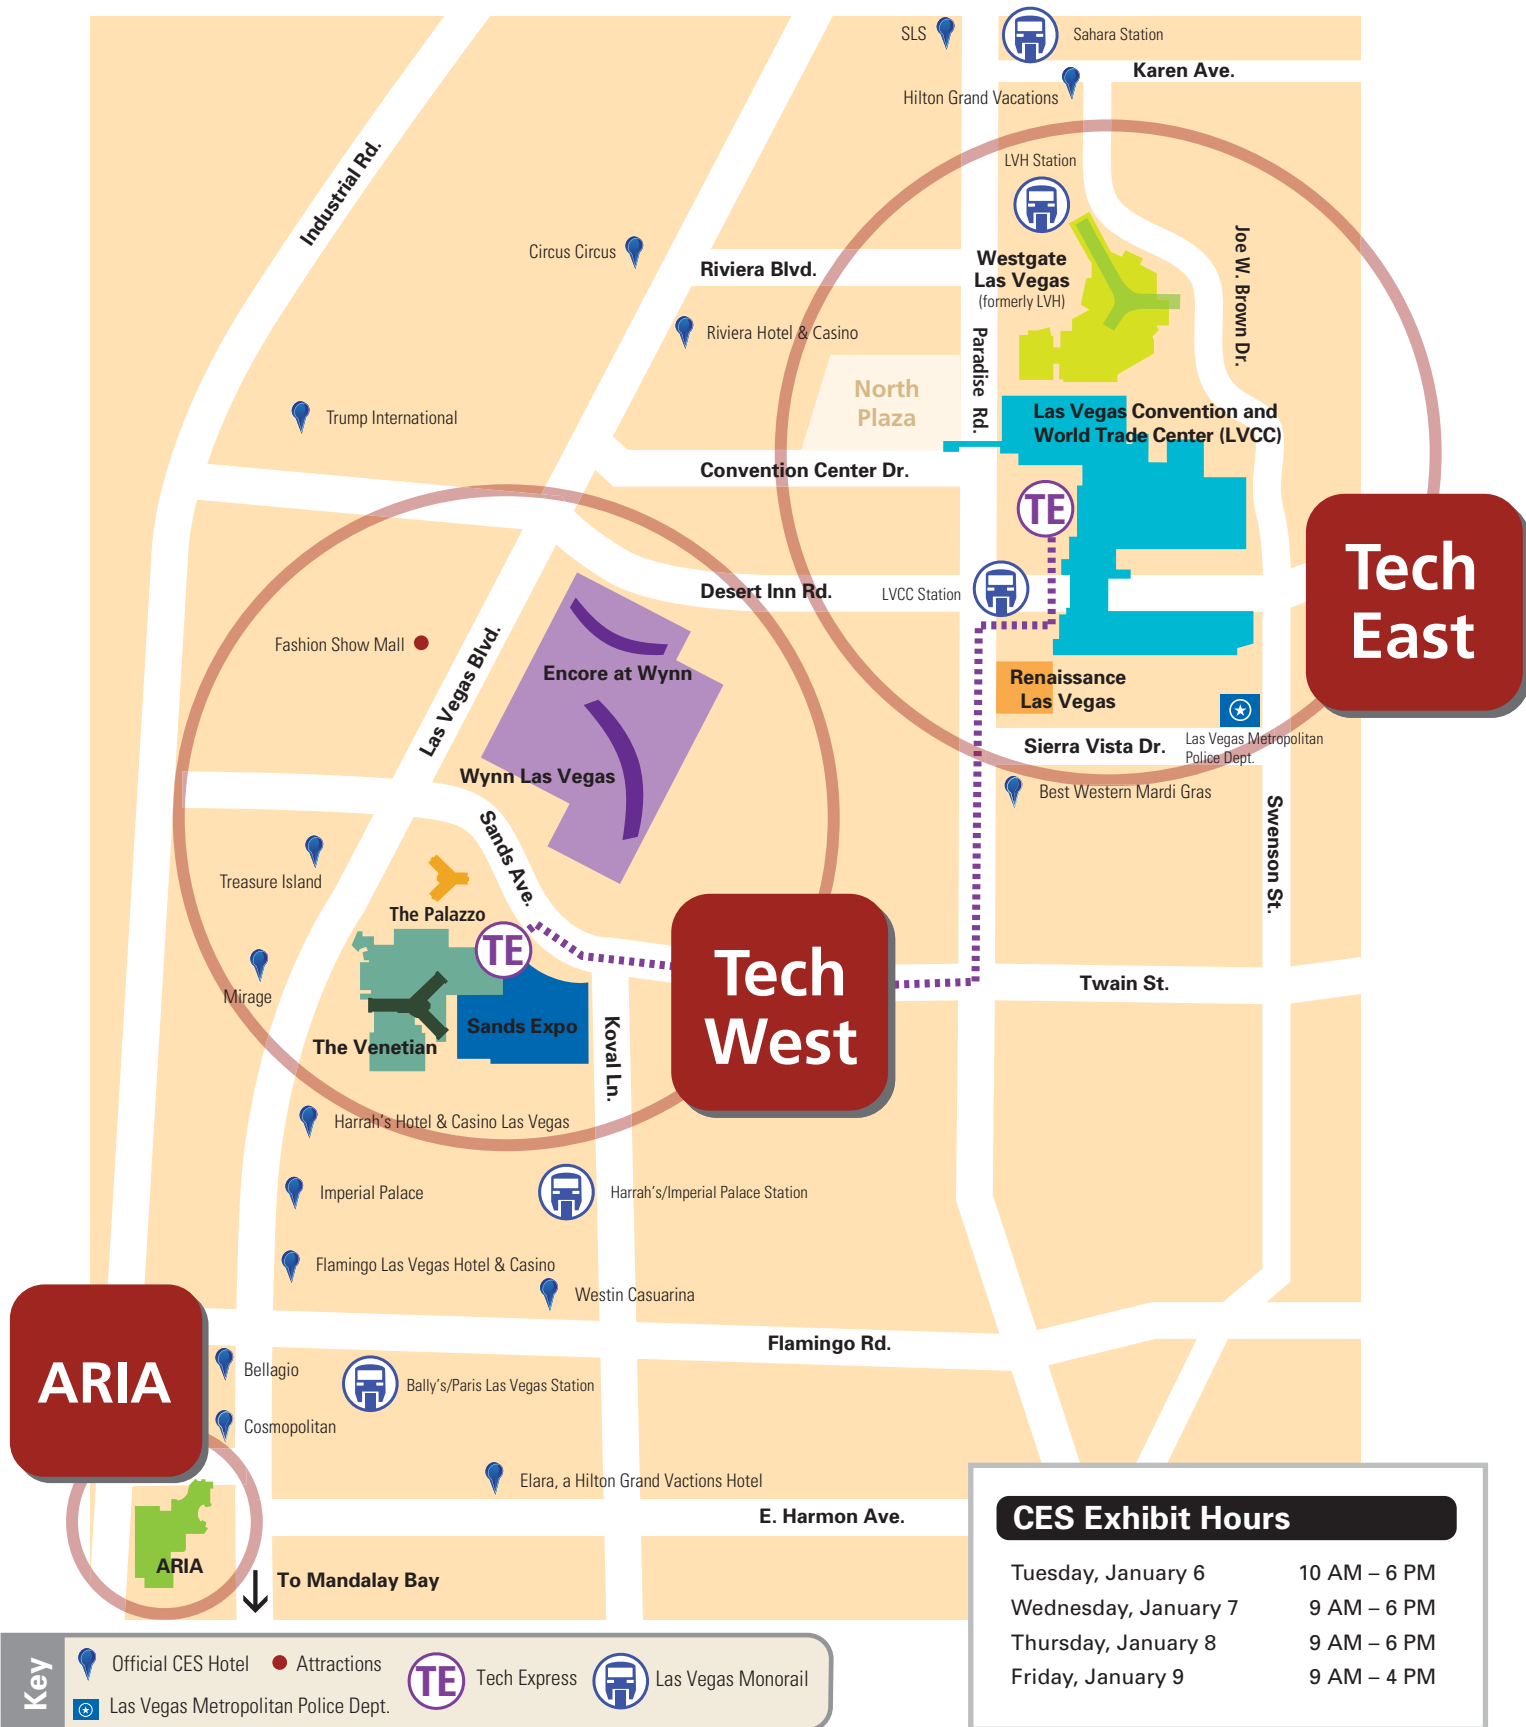 SLS
Sahara Station
Karen Ave.
Hilton Grand Vacations
Industrial Rd.
LVH Station
Circus Circus
Riviera Blvd.
Westgate
Las Vegas
(formerly LVH)
Joe W. Brown Dr.
Riviera Hotel & Casino
Paradise Rd.
North
Plaza
Trump International
Las Vegas Convention and
World Trade Center (LVCC)
Convention Center Dr.
TE
Tech
East
Desert Inn Rd.
LVCC Station
Fashion Show Mall
Las Vegas Blvd.
Encore at Wynn
Renaissance
Las Vegas
Sierra Vista Dr.
Las Vegas Metropolitan
Police Dept.
Wynn Las Vegas
Best Western Mardi Gras
Sands Ave.
Swenson St.
Treasure Island
The Palazzo
TE
Tech
West
Twain St.
Mirage
Sands Expo
The Venetian
Koval Ln.
Harrah's Hotel & Casino Las Vegas
Imperial Palace
Harrah's/Imperial Palace Station
Flamingo Las Vegas Hotel & Casino
Westin Casuarina
Flamingo Rd.
ARIA
Bellagio
Bally's/Paris Las Vegas Station
Cosmopolitan
Elara, a Hilton Grand Vactions Hotel
E. Harmon Ave.
ARIA
To Mandalay Bay
CES Exhibit Hours
Tuesday, January 6 10 AM – 6 PM
Wednesday, January 7 9 AM – 6 PM
Thursday, January 8 9 AM – 6 PM
Friday, January 9 9 AM – 4 PM
Key
Official CES Hotel
Attractions
TE
Tech Express
Las Vegas Monorail
Las Vegas Metropolitan Police Dept.